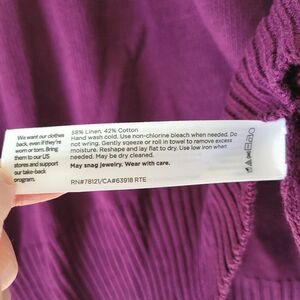 We want our clothes
back, even if they're
worn or torn. Bring
them to our US
stores and support
our take-back
program.
58% Linen, 42% Cotton
Hand wash cold. Use non-chlorine bleach when needed. Do
not wring. Gently sqeeze or roll in towel to remove excess
moisture. Reshape and lay flat to dry. Use low iron when
needed. May be dry cleaned.
May snag jewelry. Wear with care.
RN#78121/CA#63918 RTE